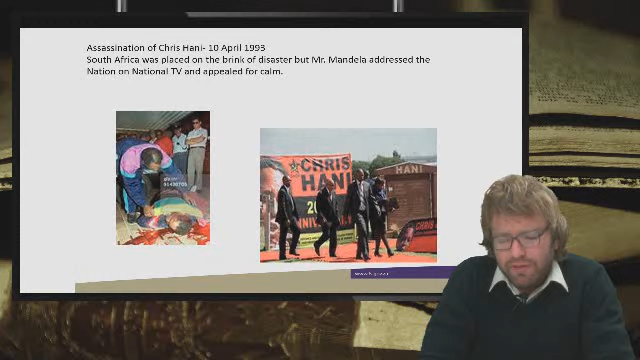 Assassination of Chris Hani- 10 April 1993
South Africa was placed on the brink of disaster but Mr. Mandela addressed the
Nation on National TV and appealed for calm.
CHRIS
HANI
HANI
CHRIS